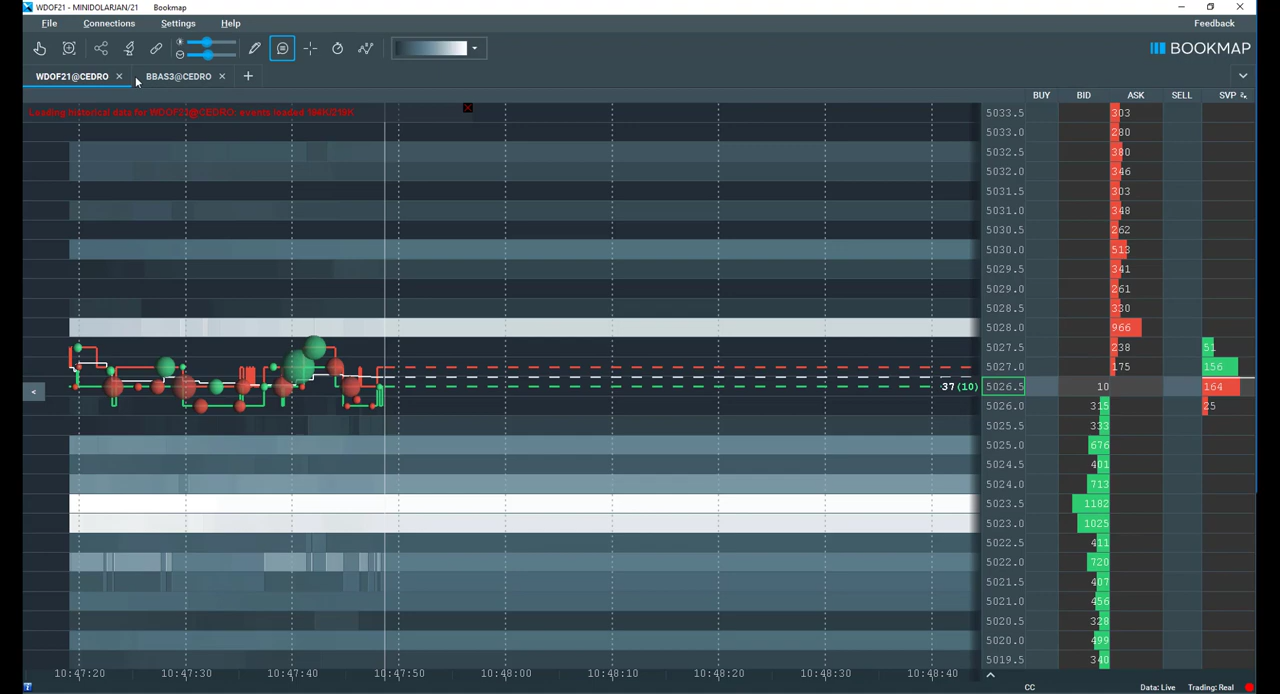 WDOF21 - MINIDOLARJAN/21 Bookmap
File Connections Settings Help Feedback
BOOKMAP
WDOF21@CEDRO BBAS3@CEDRO
BUY BID ASK SELL SVP
Loading historical data for events loaded
5033.5 303
5033.0 280
5032.5 380
5032.0 346
5031.5 303
5031.0 348
5030.5 262
5030.0 513
5029.5 341
5029.0 261
5028.5 330
5028.0 966
5027.5 238 51
5027.0 175 156
-37 (10) 5026.5 10 164
5026.0 315 25
5025.5 333
5025.0 676
5024.5 401
5024.0 713
5023.5 1182
5023.0 1025
5022.5 411
5022.0 720
5021.5 407
5021.0 456
5020.5 328
5020.0 499
5019.5 340
10:47:20 10:47:30 10:47:40 10:47:50 10:48:00 10:48:10 10:48:20 10:48:30 10:48:40
CC Data: Live Trading: Real